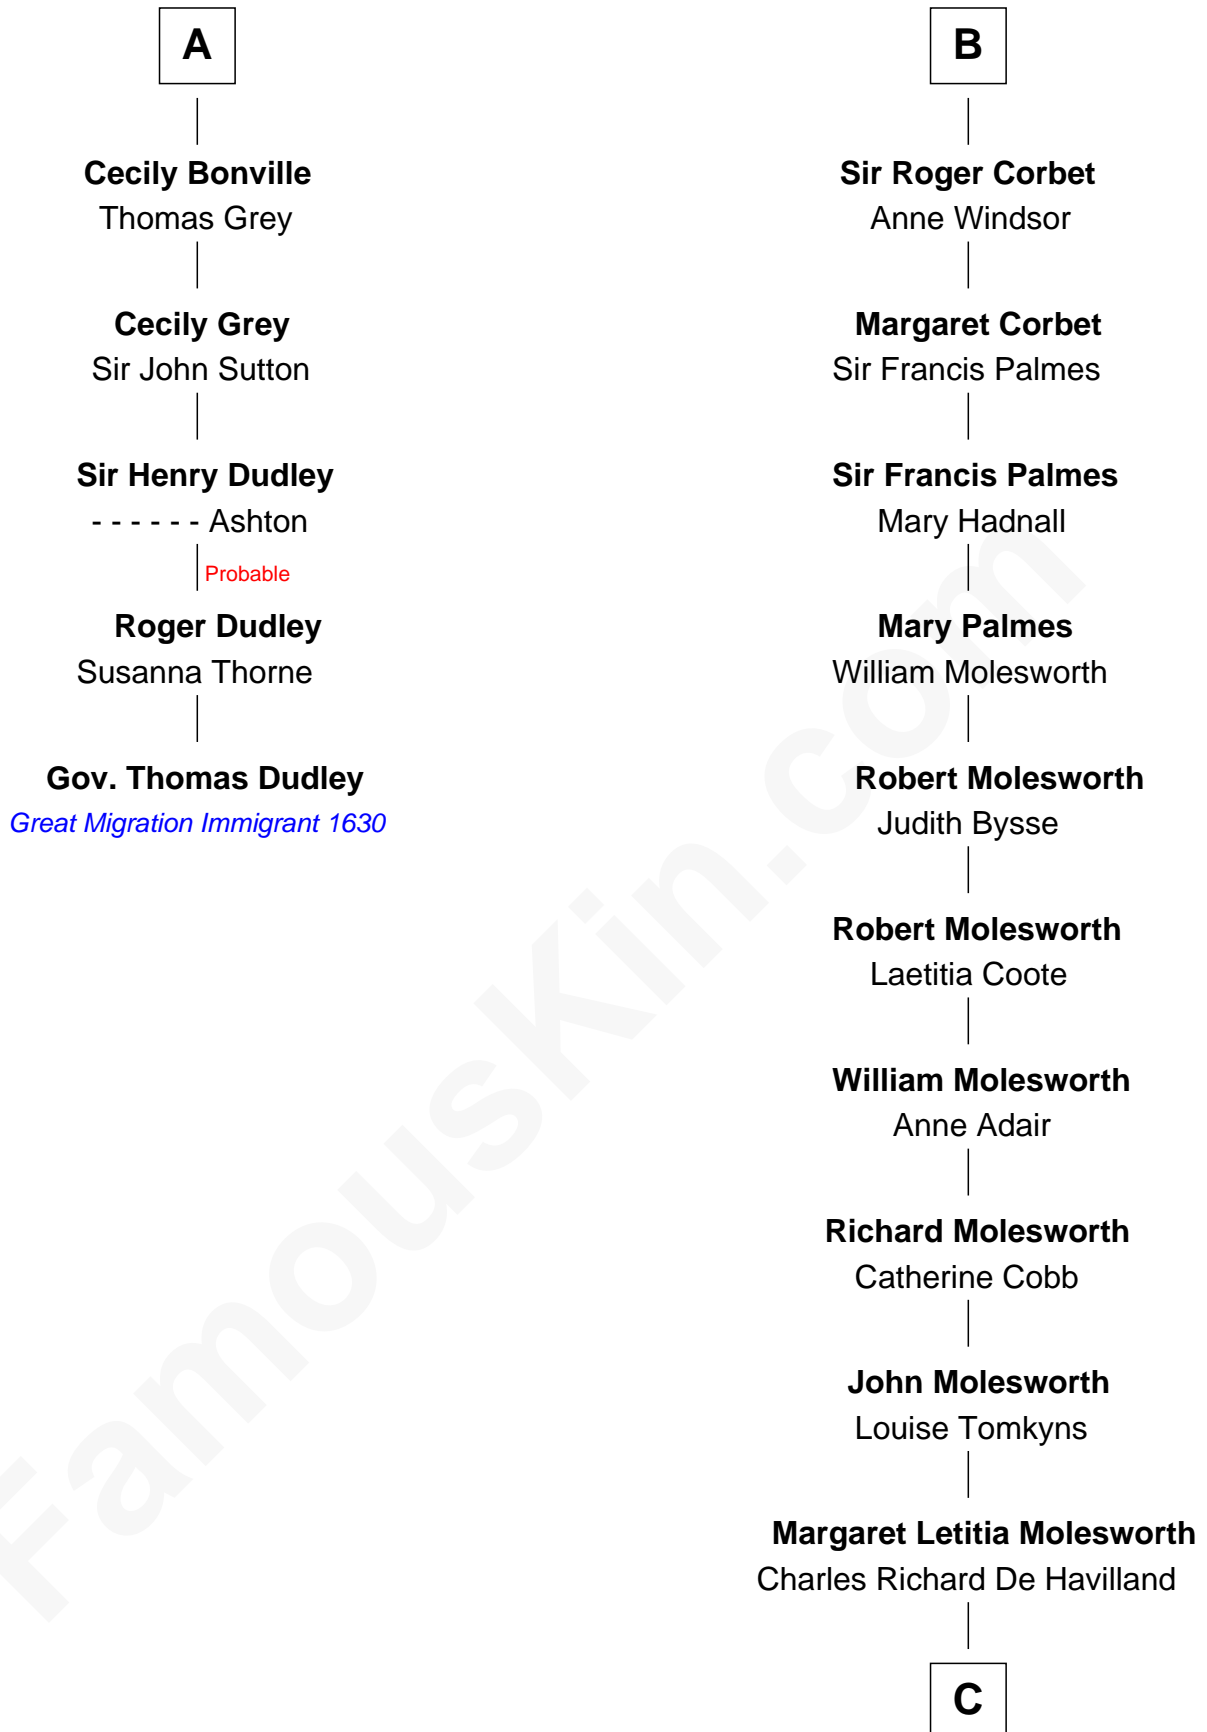 A
Cecily Bonville
Thomas Grey
Cecily Grey
Sir John Sutton
Sir Henry Dudley
- - - - - - Ashton
Probable
Roger Dudley
Susanna Thorne
Gov. Thomas Dudley
Great Migration Immigrant 1630
B
Sir Roger Corbet
Anne Windsor
Margaret Corbet
Sir Francis Palmes
Sir Francis Palmes
Mary Hadnall
Mary Palmes
William Molesworth
Robert Molesworth
Judith Bysse
Robert Molesworth
Laetitia Coote
William Molesworth
Anne Adair
Richard Molesworth
Catherine Cobb
John Molesworth
Louise Tomkyns
Margaret Letitia Molesworth
Charles Richard De Havilland
C
FamousKin.com